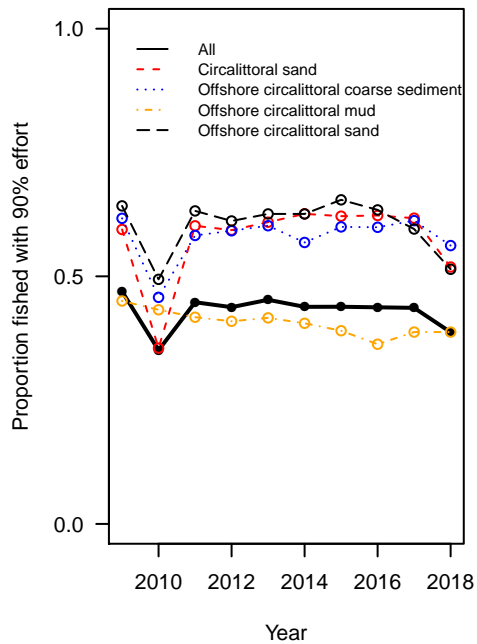 Proportion fished with 90% effort
1.0
0.5
0.0
All
Circalittoral sand
Offshore circalittoral coarse sediment
Offshore circalittoral mud
Offshore circalittoral sand
2010 2012 2014 2016 2018
Year